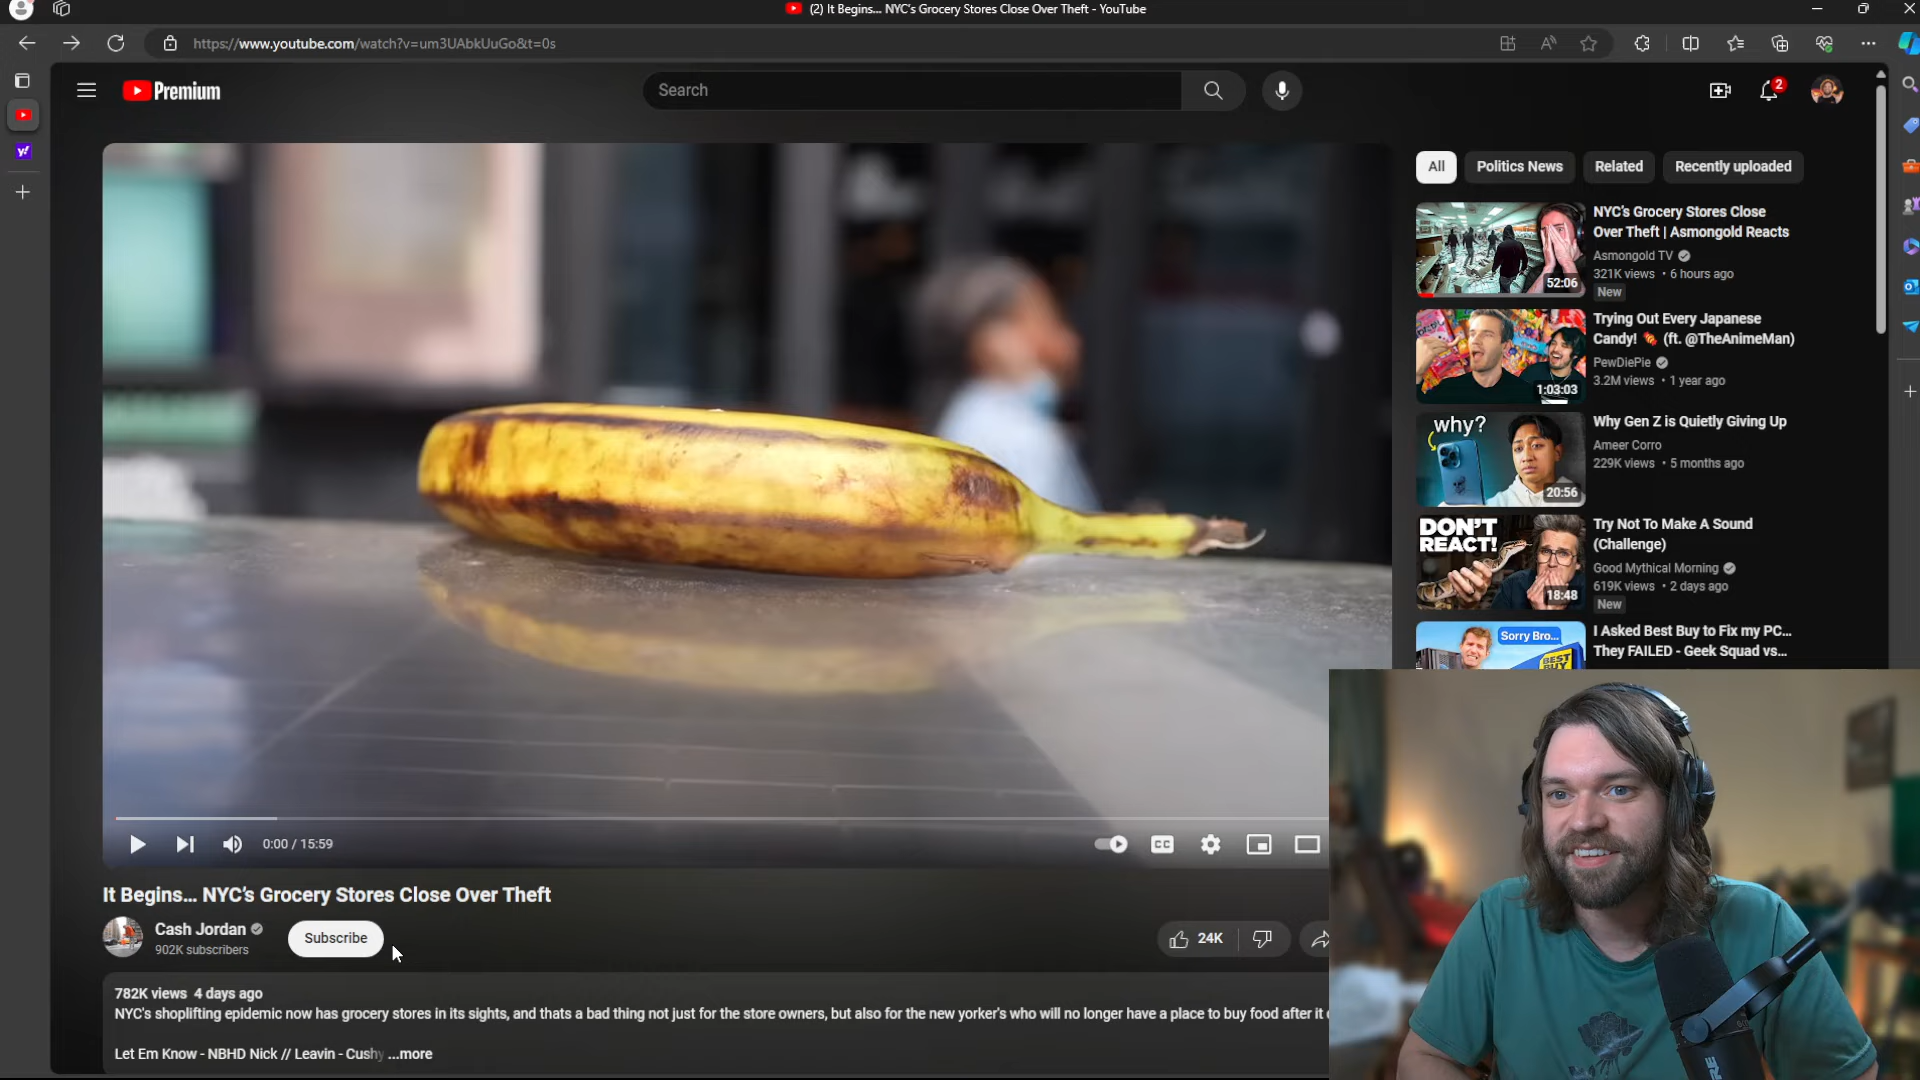 (2) It Begins... NYC's Grocery Stores Close Over Theft - YouTube
https://www.youtube.com/watch?v=um3UAbkUuGo&t=0s
Premium
Search
2
All
Politics News
Related
Recently uploaded
52:06
NYC's Grocery Stores Close
Over Theft | Asmongold Reacts
Asmongold TV
321K views • 6 hours ago
New
1:03:03
Trying Out Every Japanese
Candy! 🍬 (ft. @TheAnimeMan)
PewDiePie
3.2M views • 1 year ago
why?
20:56
Why Gen Z is Quietly Giving Up
Ameer Corro
229K views • 5 months ago
DON'T
REACT!
18:48
Try Not To Make A Sound
(Challenge)
Good Mythical Morning
619K views • 2 days ago
New
Sorry Bro...
BEST
BUY
I Asked Best Buy to Fix my PC...
They FAILED - Geek Squad vs...
0:00 / 15:59
CC
It Begins... NYC's Grocery Stores Close Over Theft
Cash Jordan
902K subscribers
Subscribe
24K
782K views 4 days ago
NYC's shoplifting epidemic now has grocery stores in its sights, and thats a bad thing not just for the store owners, but also for the new yorker's who will no longer have a place to buy food after it
Let Em Know - NBHD Nick // Leavin - Cushy ...more